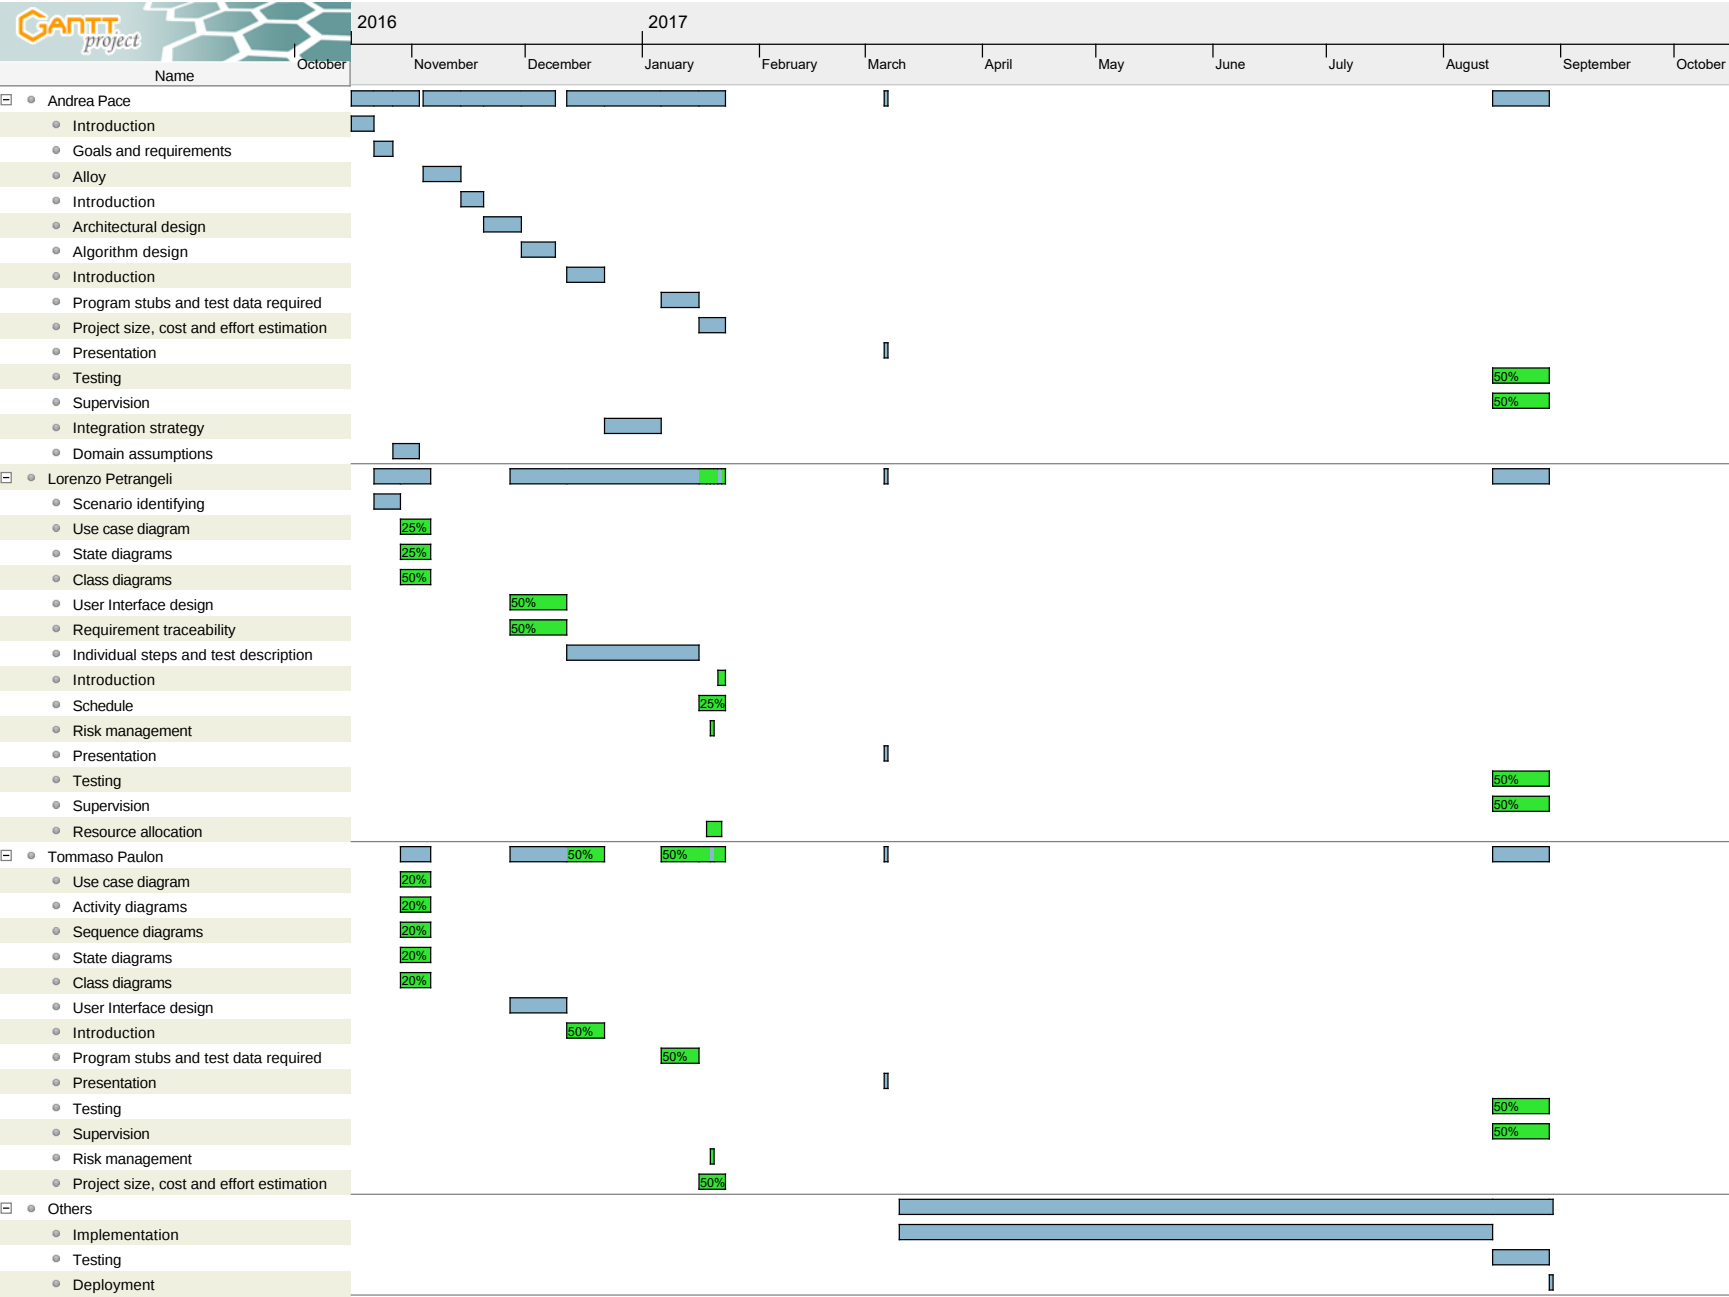 GANTT project
2016 2017
October November December January February March April May June July August September October
Name
Andrea Pace
Introduction
Goals and requirements
Alloy
Introduction
Architectural design
Algorithm design
Introduction
Program stubs and test data required
Project size, cost and effort estimation
Presentation
Testing 50%
Supervision 50%
Integration strategy
Domain assumptions
Lorenzo Petrangeli
Scenario identifying
Use case diagram 25%
State diagrams 25%
Class diagrams 50%
User Interface design 50%
Requirement traceability 50%
Individual steps and test description
Introduction
Schedule 25%
Risk management
Presentation
Testing 50%
Supervision 50%
Resource allocation
Tommaso Paulon 50% 50%
Use case diagram 20%
Activity diagrams 20%
Sequence diagrams 20%
State diagrams 20%
Class diagrams 20%
User Interface design
Introduction 50%
Program stubs and test data required 50%
Presentation
Testing 50%
Supervision 50%
Risk management
Project size, cost and effort estimation 50%
Others
Implementation
Testing
Deployment